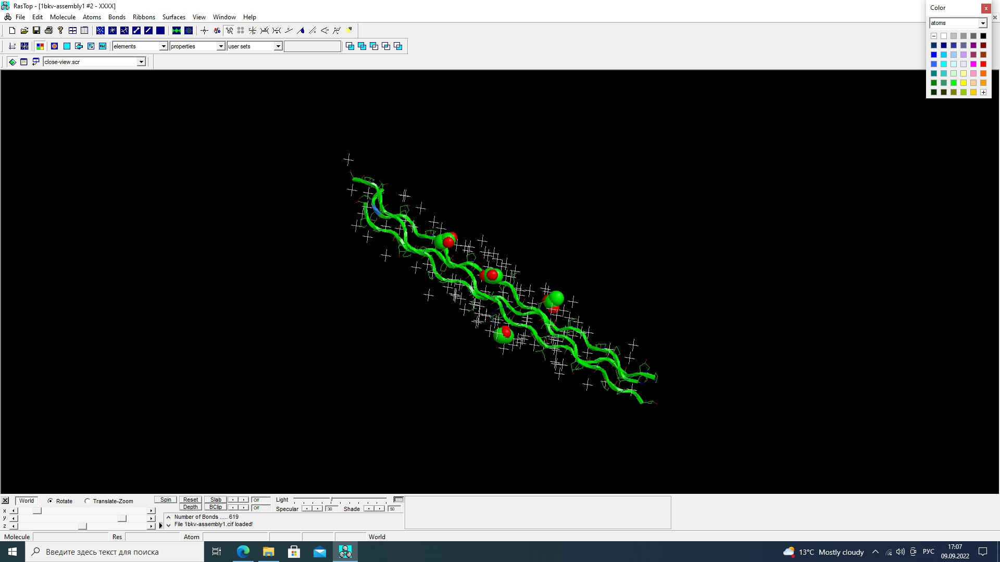 RasTop - [1bkv-assembly1 #2 - XXXX]
Color
File Edit Molecule Atoms Bonds Ribbons Surfaces View Window Help
atoms
elements properties user sets
close-view.scr
World Rotate Translate-Zoom Spin Reset Slab Off Light
Depth BClip Off Specular 30 Shade 50
x
y
z
Number of Bonds ..... 619
File 1bkv-assembly1.cif loaded!
Molecule Res Atom World
Введите здесь текст для поиска
13°C Mostly cloudy РУС 17:07
09.09.2022